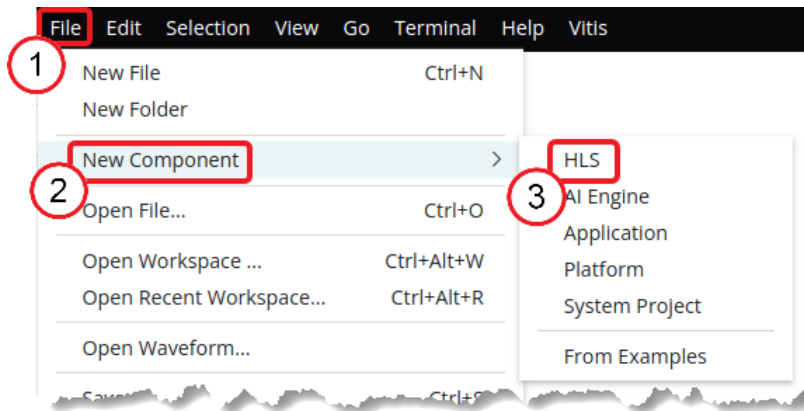 File Edit Selection View Go Terminal Help Vitis
1
New File Ctrl+N
New Folder
New Component > HLS
2
3
AI Engine
Open File... Ctrl+O
Application
Open Workspace ... Ctrl+Alt+W
Platform
Open Recent Workspace... Ctrl+Alt+R
System Project
Open Waveform...
From Examples